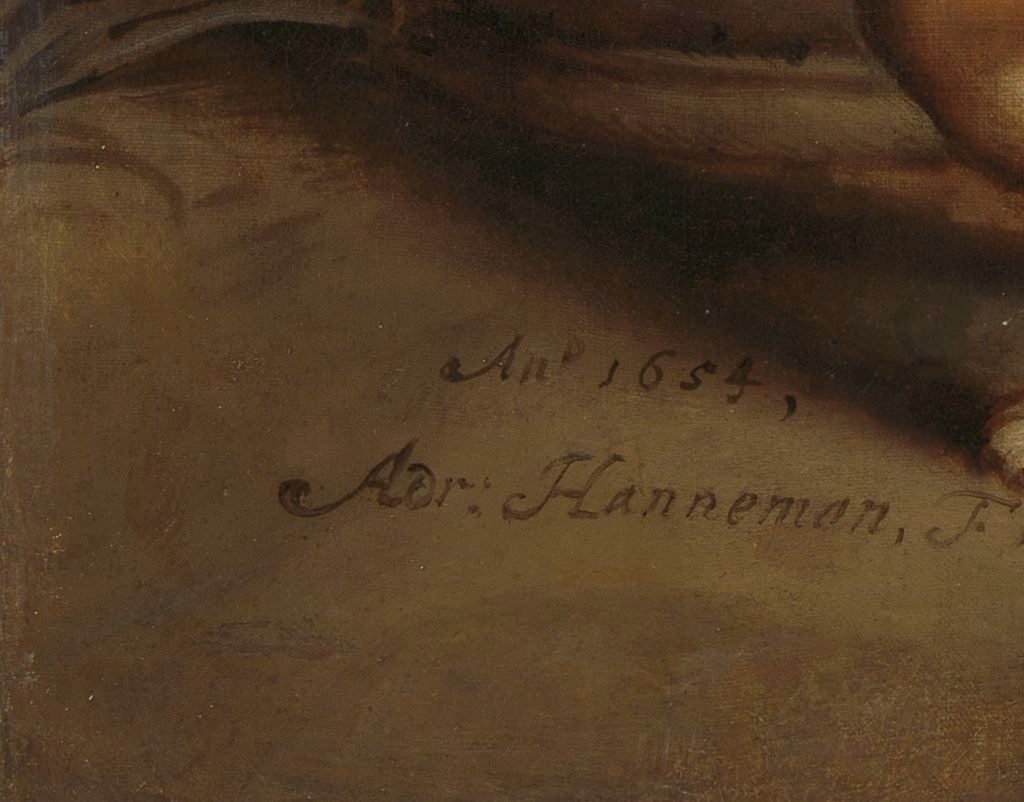 Anº 1654,
Adr: Hanneman, F.